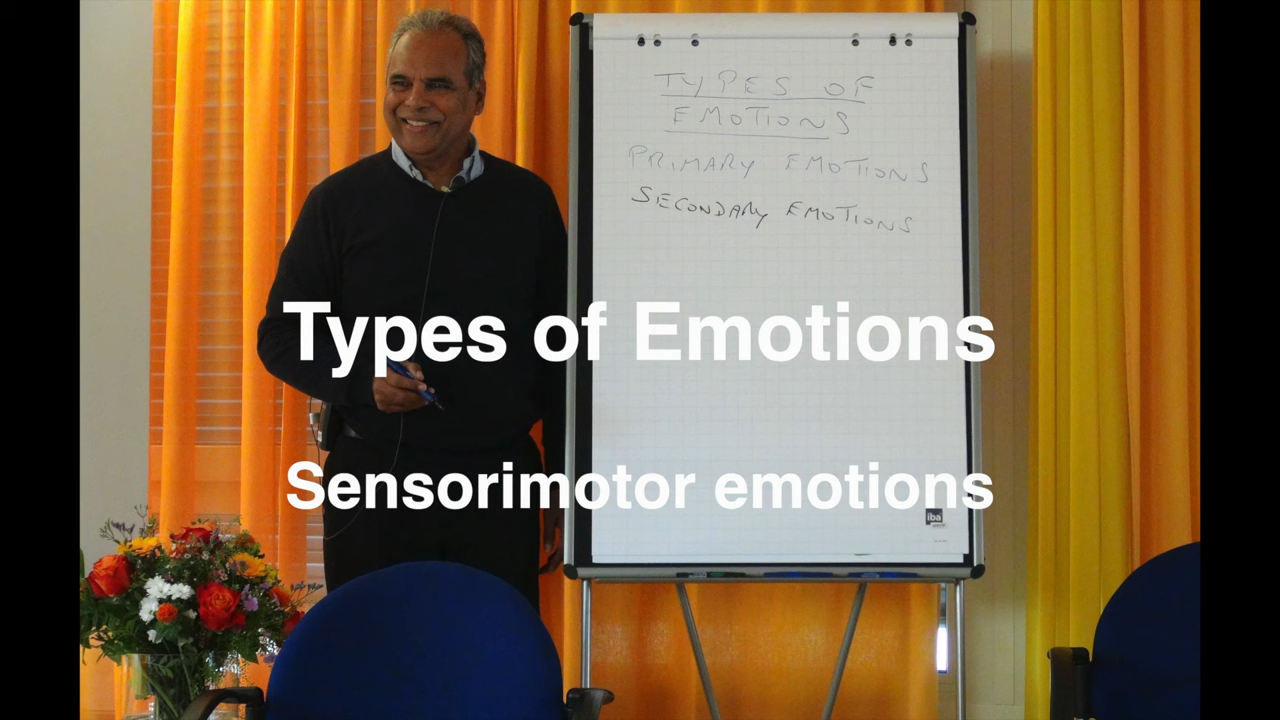 TYPES OF
EMOTIONS
PRIMARY EMOTIONS
SECONDARY EMOTIONS
Types of Emotions
Sensorimotor emotions
iba